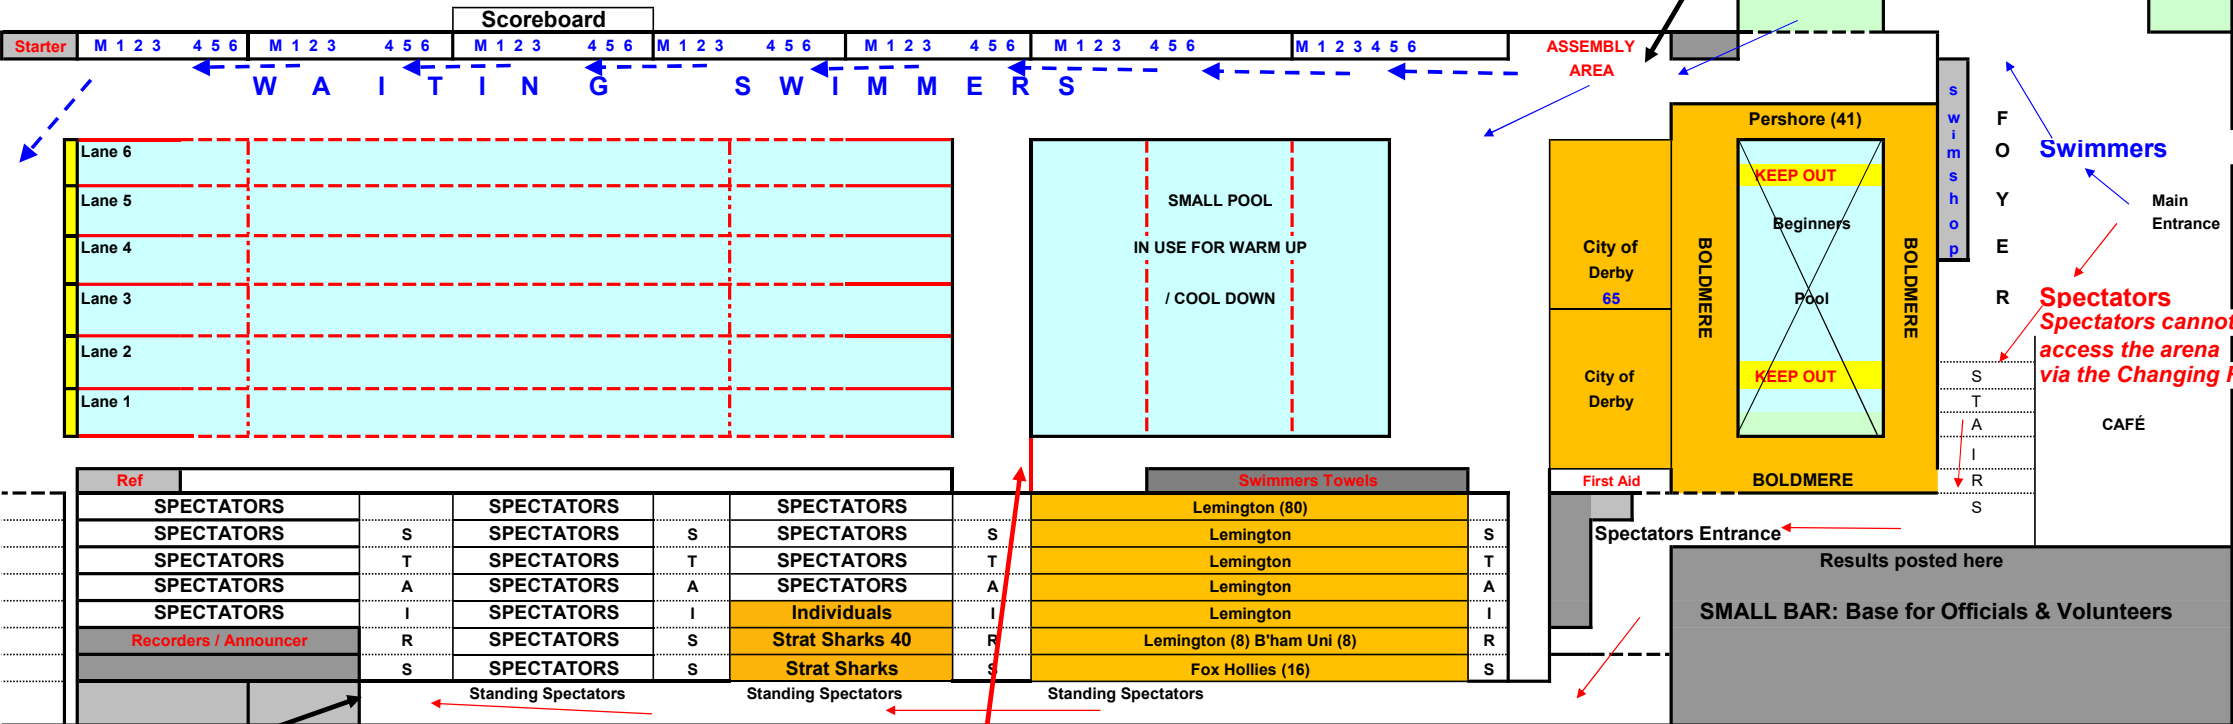 Scoreboard
Starter M 1 2 3 4 5 6 M 1 2 3 4 5 6 M 1 2 3 4 5 6 M 1 2 3 4 5 6 M 1 2 3 4 5 6 M 1 2 3 4 5 6 M 1 2 3 4 5 6 ASSEMBLY
AREA
WAITING SWIMMERS
swimshop
FOYER
Pershore (41)
Lane 6
Lane 5
Lane 4
Lane 3
Lane 2
Lane 1
SMALL POOL
IN USE FOR WARM UP
/ COOL DOWN
City of
Derby
65
City of
Derby
BOLDMERE
KEEP OUT
Beginners
Pool
KEEP OUT
BOLDMERE
BOLDMERE
Swimmers
Main
Entrance
Spectators
Spectators cannot
access the arena
via the Changing
STAIRS
CAFÉ
Ref
Swimmers Towels
First Aid
SPECTATORS SPECTATORS SPECTATORS Lemington (80)
SPECTATORS S SPECTATORS S SPECTATORS S Lemington S
SPECTATORS T SPECTATORS T SPECTATORS T Lemington T
SPECTATORS A SPECTATORS A SPECTATORS A Lemington A
SPECTATORS I SPECTATORS I Individuals I Lemington I
Recorders / Announcer R SPECTATORS S Strat Sharks 40 R Lemington (8) B'ham Uni (8) R
S SPECTATORS S Strat Sharks S Fox Hollies (16) S
Standing Spectators Standing Spectators Standing Spectators
Spectators Entrance
Results posted here
SMALL BAR: Base for Officials & Volunteers